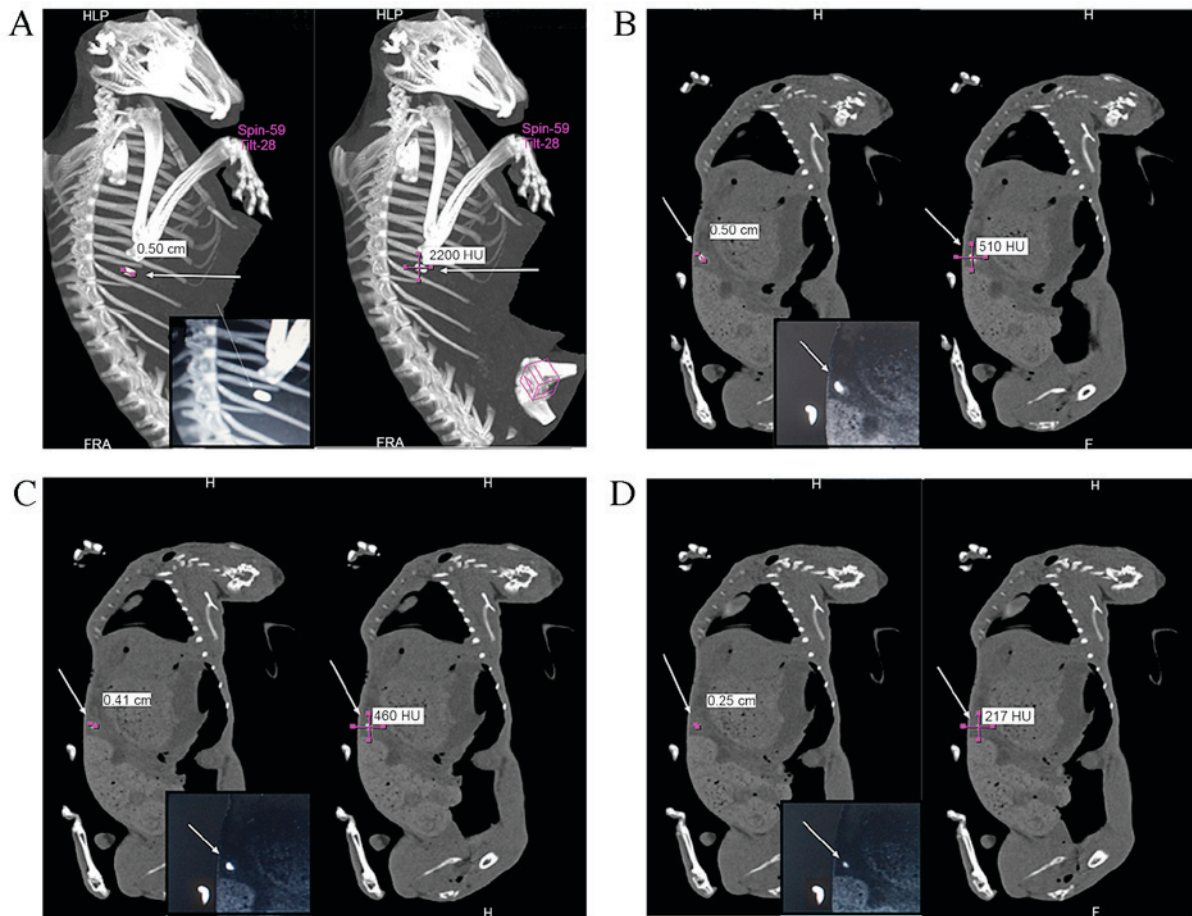 A
HLP
HLP
Spin-59
Tilt-28
Spin-59
Tilt-28
0.50 cm
2200 HU
FRA
FRA
B
H
H
0.50 cm
510 HU
F
C
H
H
0.41 cm
460 HU
H
D
H
H
0.25 cm
217 HU
F